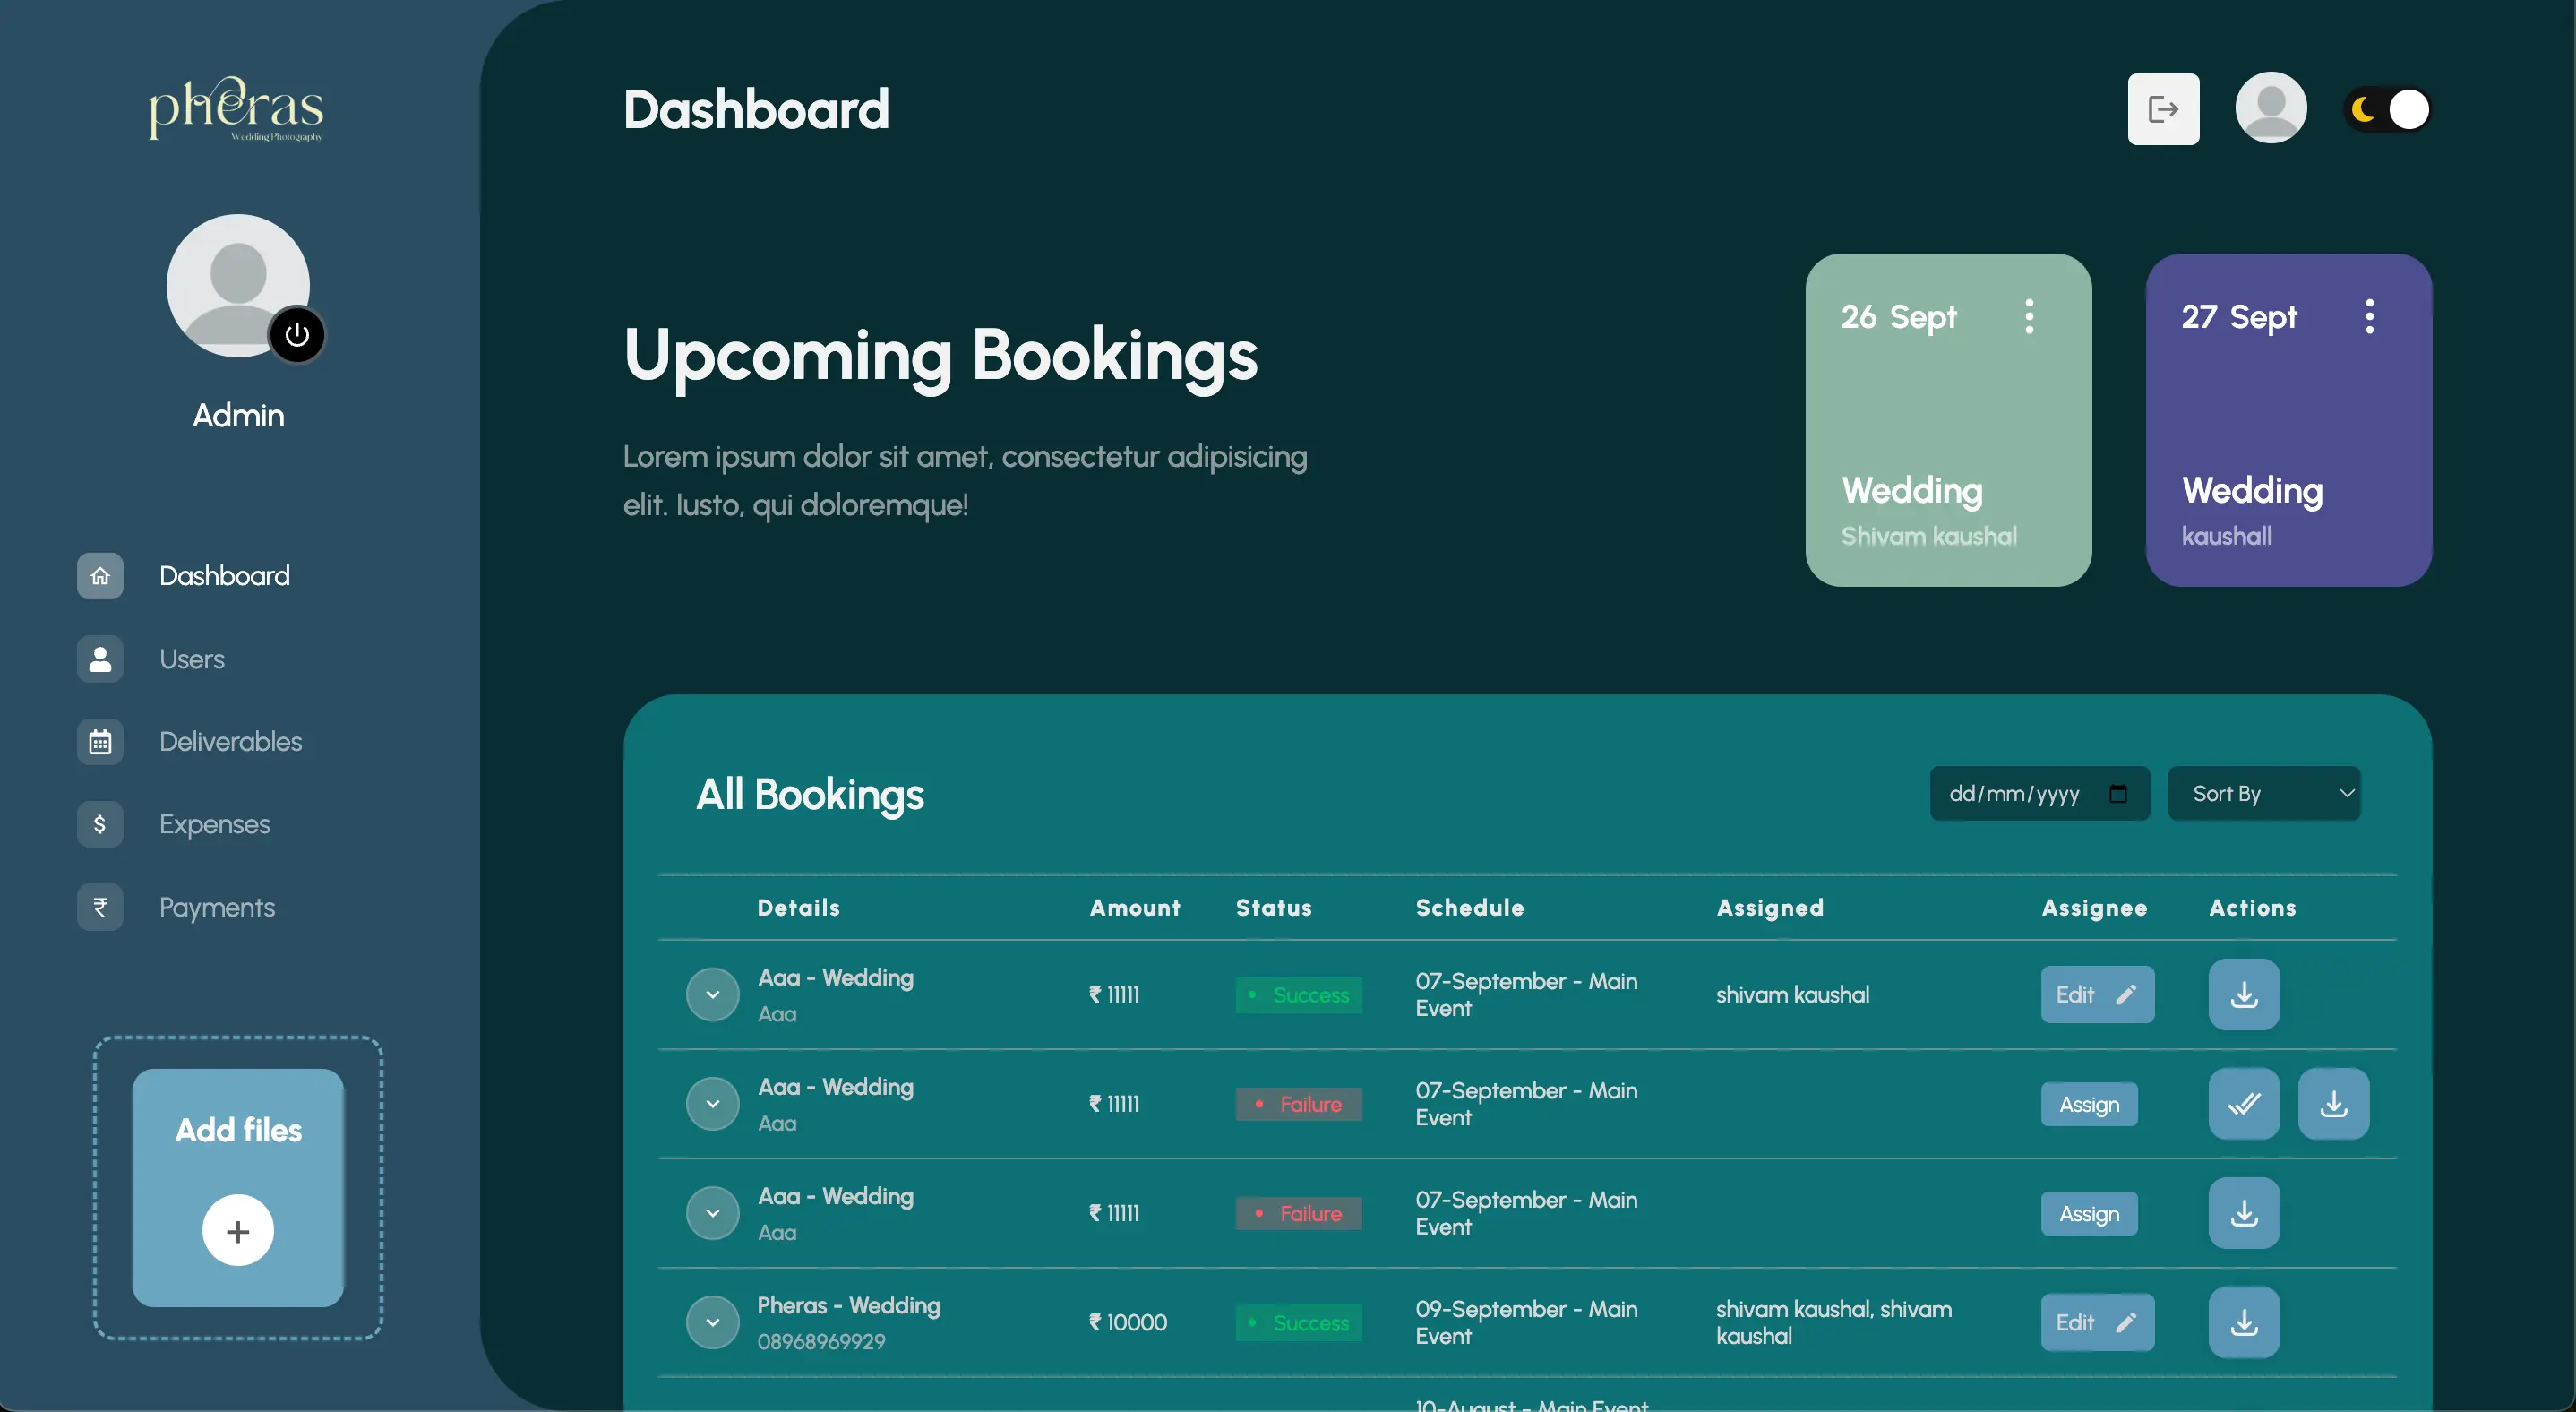 pheras
Wedding Photography
Admin
Dashboard
Users
Deliverables
Expenses
Payments
Add files
Dashboard
Upcoming Bookings
Lorem ipsum dolor sit amet, consectetur adipisicing
elit. Iusto, qui doloremque!
26 Sept
Wedding
Shivam kaushal
27 Sept
Wedding
kaushall
All Bookings
dd/mm/yyyy
Sort By
Details Amount Status Schedule Assigned Assignee Actions
Aaa - Wedding
Aaa
₹ 11111
Success
07-September - Main
Event
shivam kaushal
Edit
Aaa - Wedding
Aaa
₹ 11111
Failure
07-September - Main
Event
Assign
Aaa - Wedding
Aaa
₹ 11111
Failure
07-September - Main
Event
Assign
Pheras - Wedding
08968969929
₹ 10000
Success
09-September - Main
Event
shivam kaushal, shivam
kaushal
Edit
10-August - Main Event